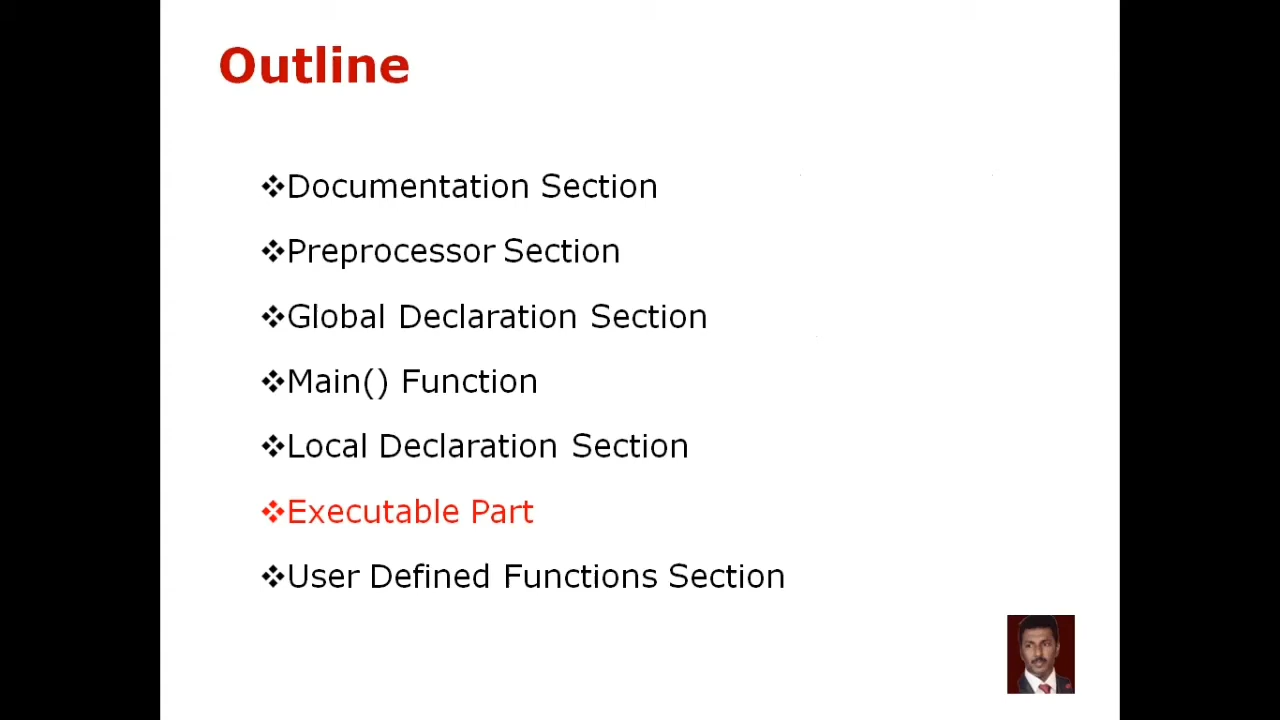 Outline
❖Documentation Section
❖Preprocessor Section
❖Global Declaration Section
❖Main() Function
❖Local Declaration Section
❖Executable Part
❖User Defined Functions Section